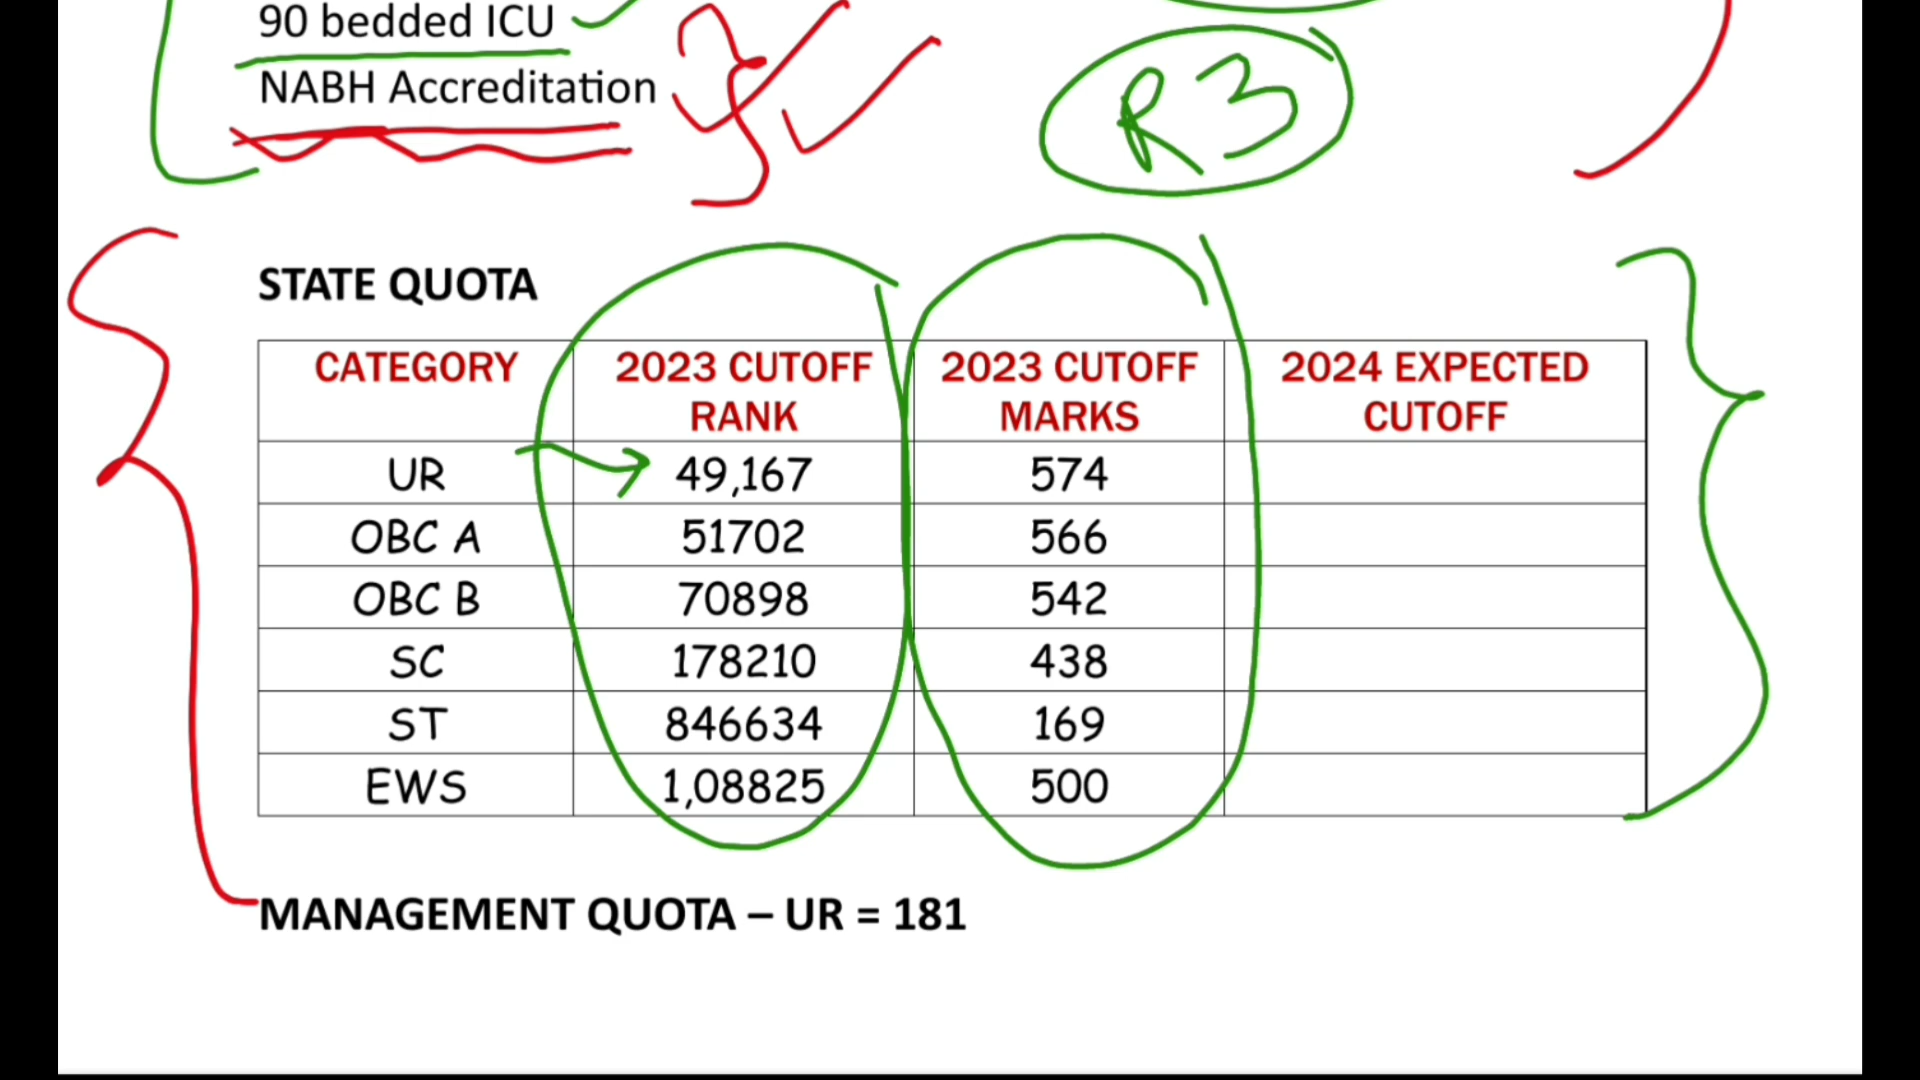 90 bedded ICU
NABH Accreditation
R3
STATE QUOTA
CATEGORY 2023 CUTOFF RANK 2023 CUTOFF MARKS 2024 EXPECTED CUTOFF
UR 49,167 574
OBC A 51702 566
OBC B 70898 542
SC 178210 438
ST 846634 169
EWS 1,08825 500
MANAGEMENT QUOTA – UR = 181